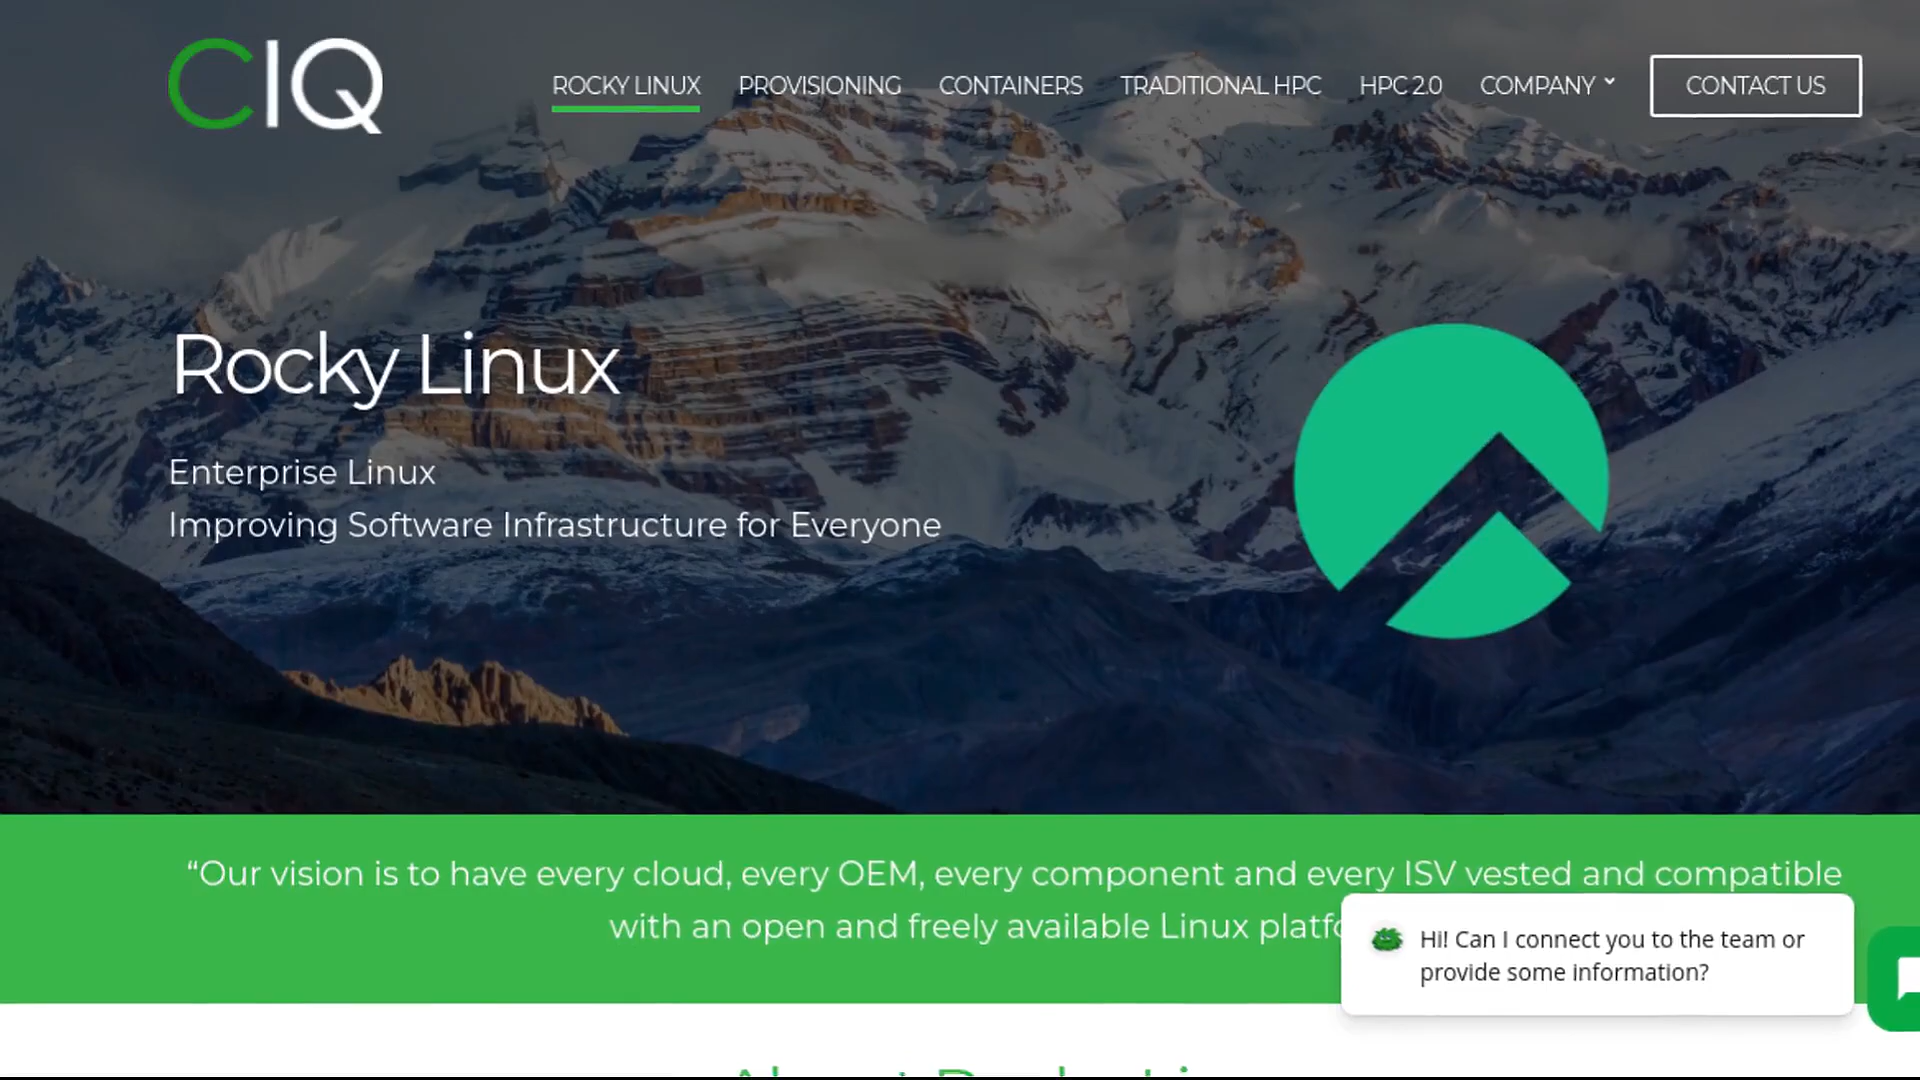 CIQ
ROCKY LINUX PROVISIONING CONTAINERS TRADITIONAL HPC HPC 2.0 COMPANY CONTACT US
Rocky Linux
Enterprise Linux
Improving Software Infrastructure for Everyone
“Our vision is to have every cloud, every OEM, every component and every ISV vested and compatible
with an open and freely available Linux
Hi! Can I connect you to the team or
provide some information?